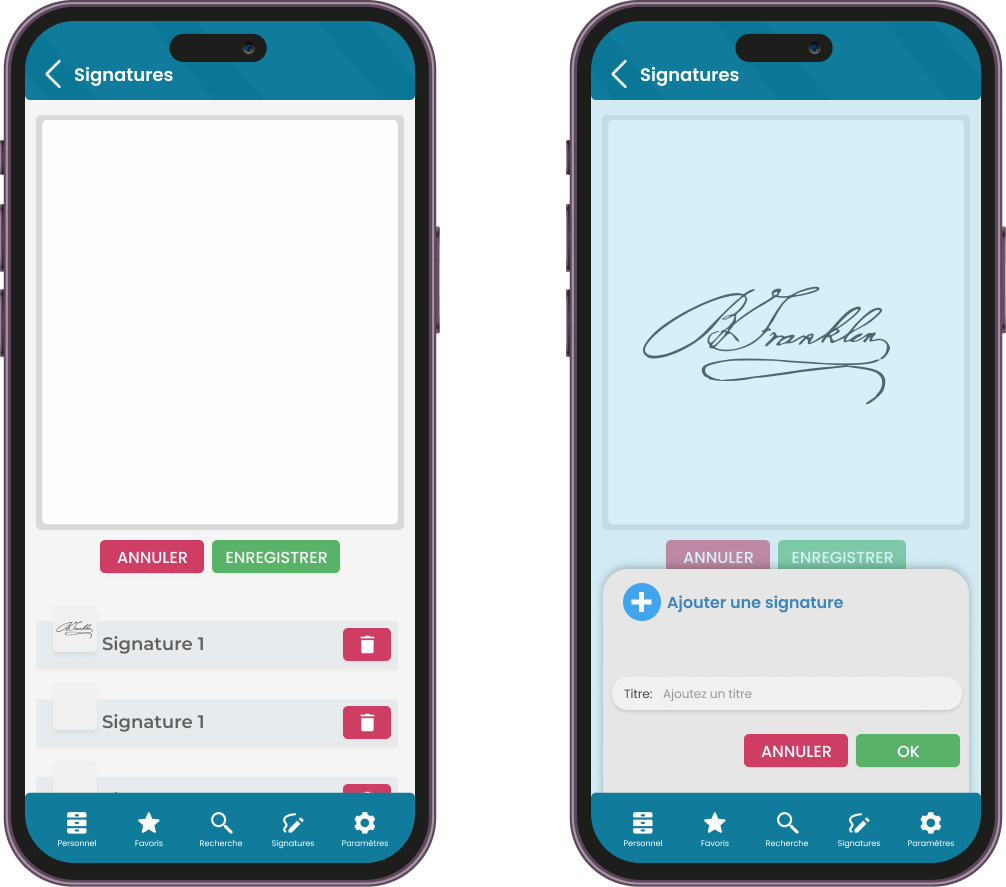 Signatures
ANNULER ENREGISTRER
Signature 1
Signature 1
Personnel Favoris Recherche Signatures Paramètres
Signatures
B Franklin
ANNULER ENREGISTRER
Ajouter une signature
Titre: Ajoutez un titre
ANNULER OK
Personnel Favoris Recherche Signatures Paramètres